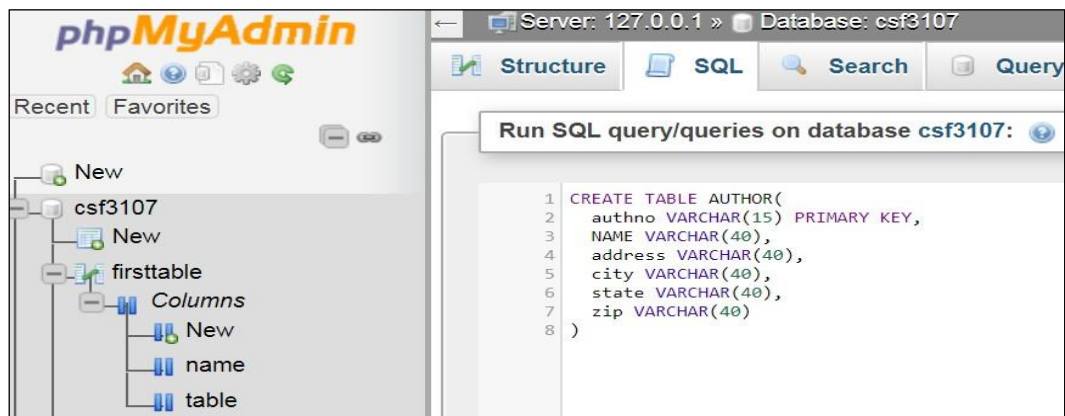 phpMyAdmin
Recent Favorites
New
csf3107
New
firsttable
Columns
New
name
table
← Server: 127.0.0.1 » Database: csf3107
Structure SQL Search Query
Run SQL query/queries on database csf3107:
1 CREATE TABLE AUTHOR(
2 authno VARCHAR(15) PRIMARY KEY,
3 NAME VARCHAR(40),
4 address VARCHAR(40),
5 city VARCHAR(40),
6 state VARCHAR(40),
7 zip VARCHAR(40)
8 )